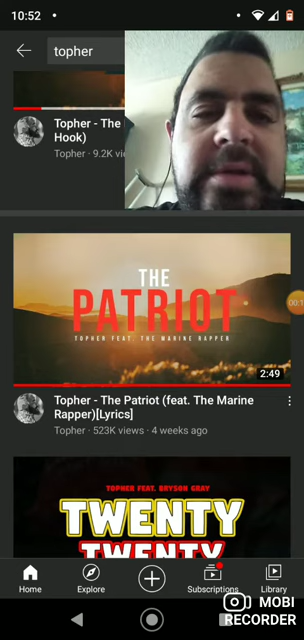 10:52
topher
Topher - The
Hook)
Topher · 9.2K
THE
PATRIOT
TOPHER FEAT. THE MARINE RAPPER
2:49
Topher - The Patriot (feat. The Marine
Rapper)[Lyrics]
Topher · 523K views · 4 weeks ago
TOPHER FEAT. BRYSON GRAY
TWENTY
TWENTY
Home
Explore
Subscriptions
Library
MOBI
RECORDER